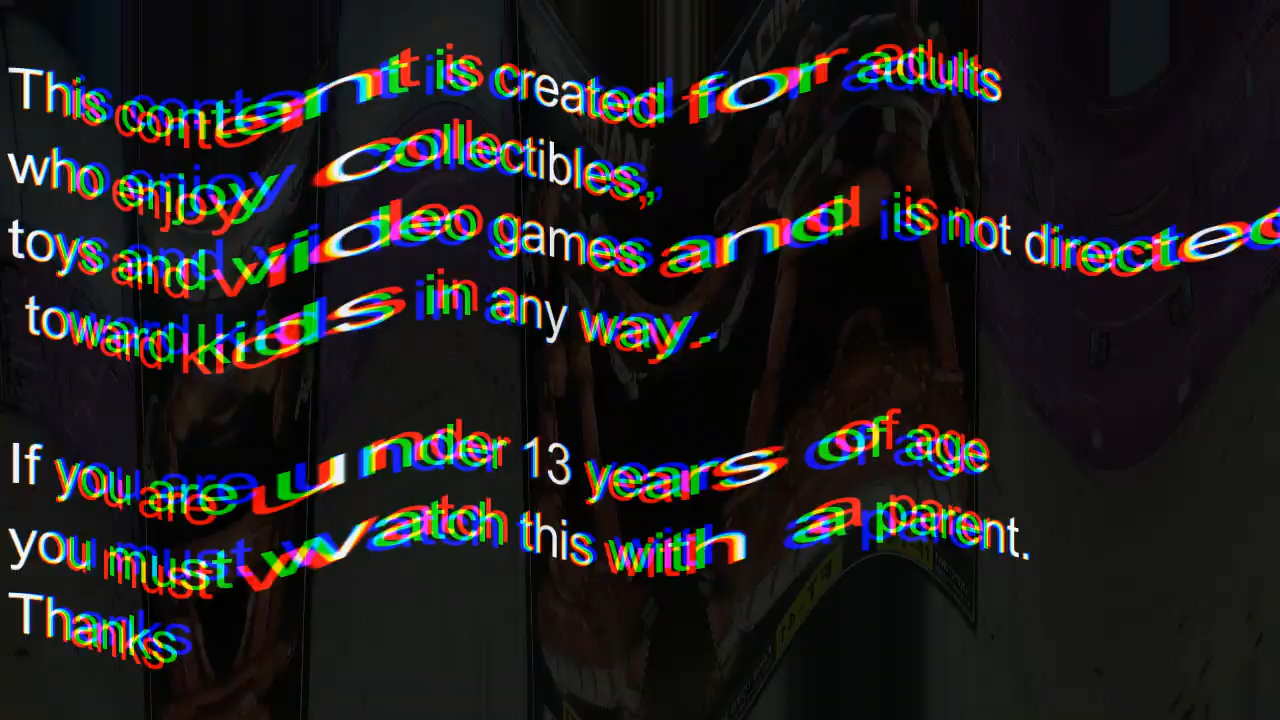 This content is created for adults
who enjoy collectibles,
toys and video games and is not directed
toward kids in any way.
If you are under 13 years of age
you must watch this with a parent.
Thanks